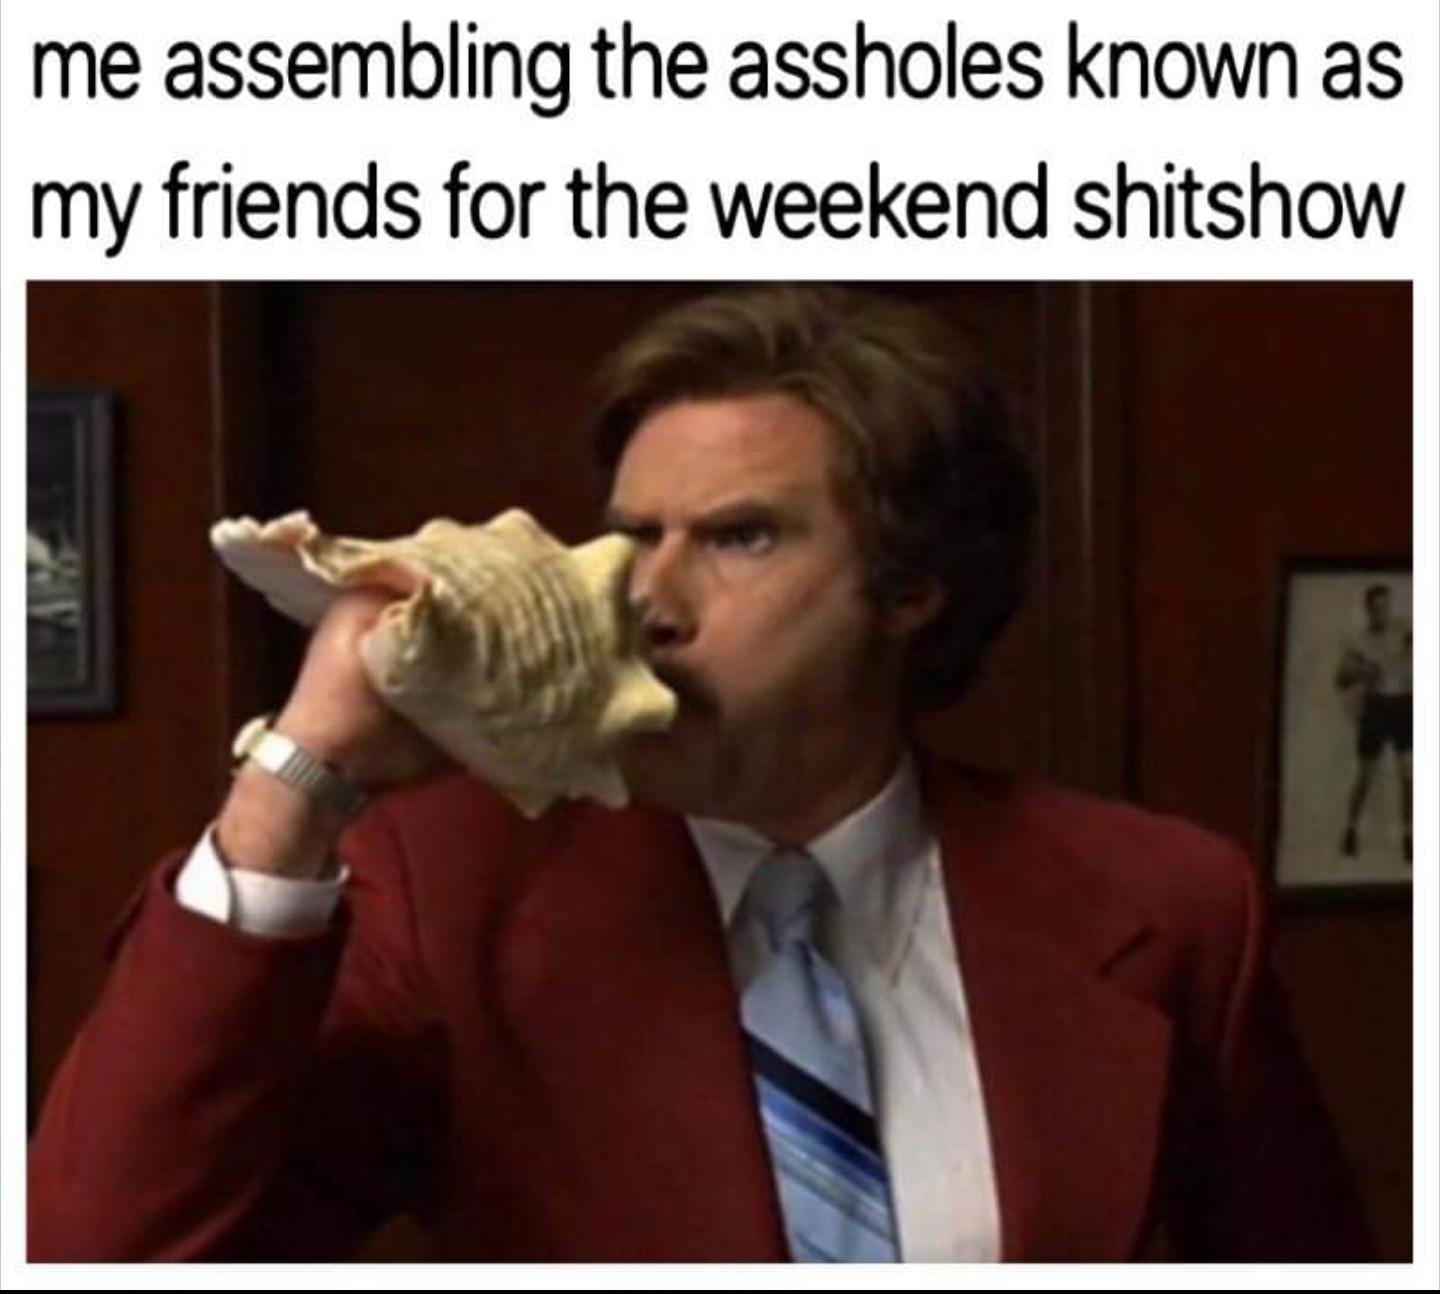 me assembling the assholes known as
my friends for the weekend shitshow